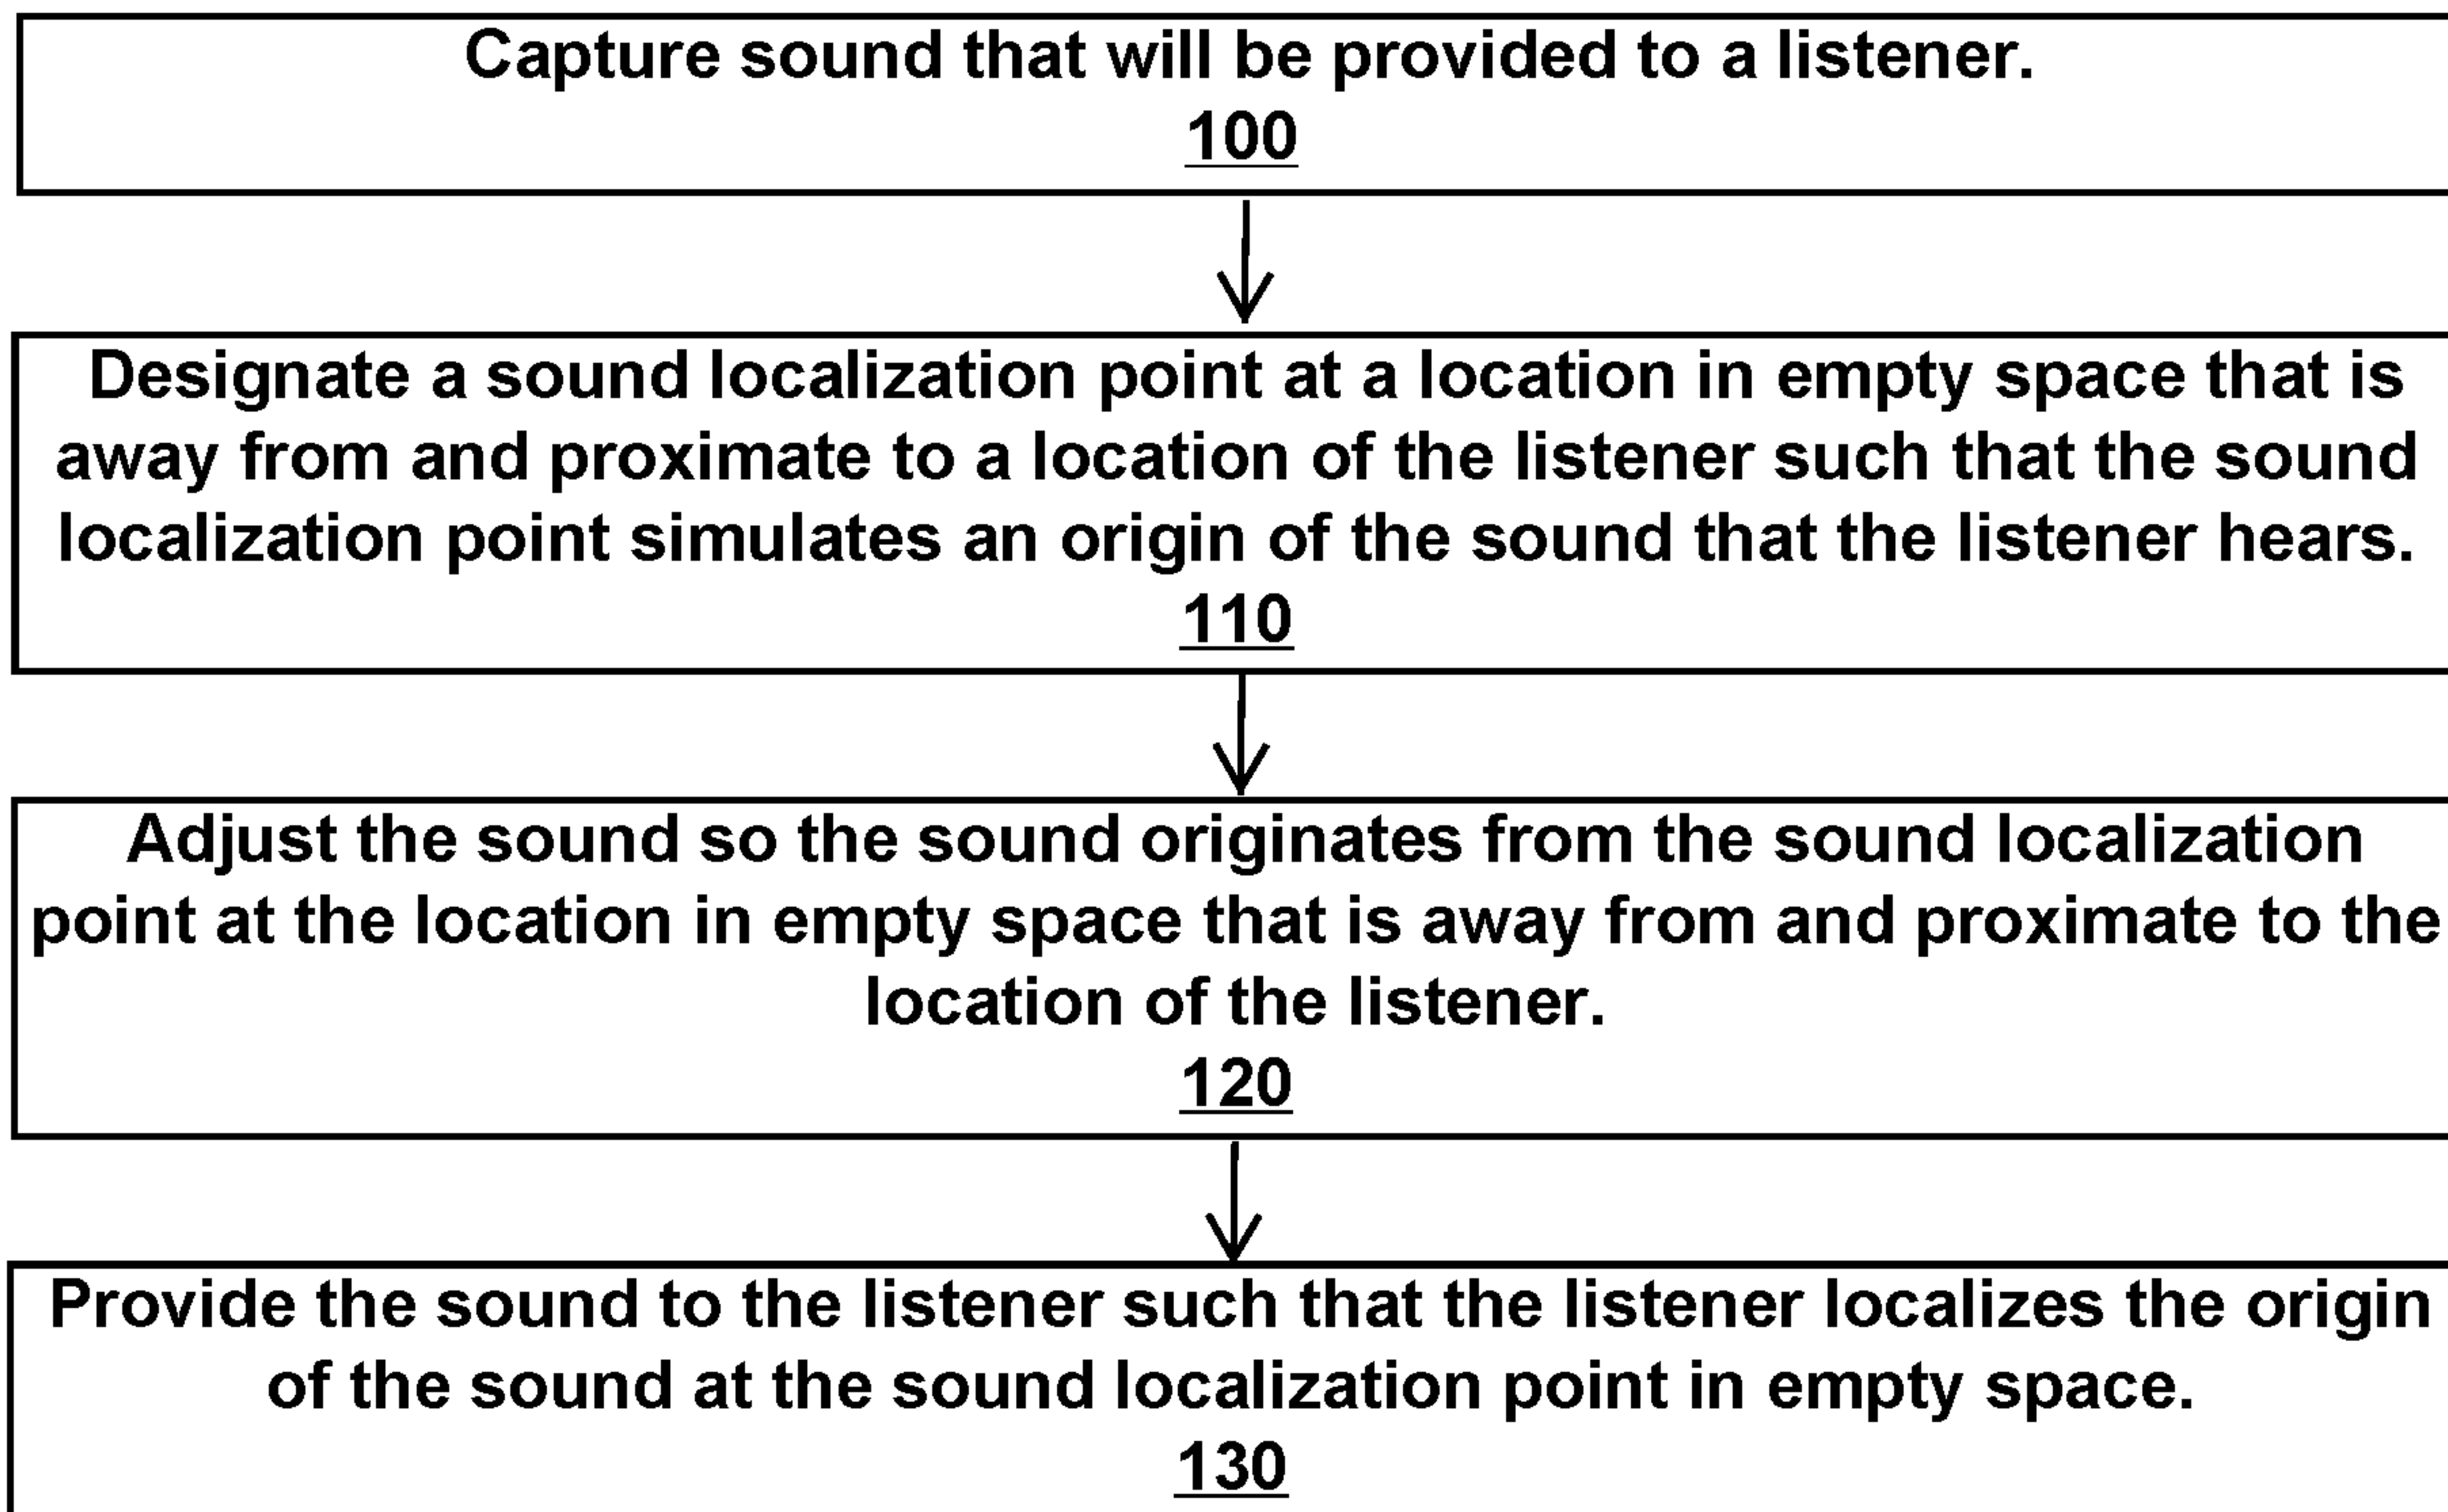 Capture sound that will be provided to a listener.
100
Designate a sound localization point at a location in empty space that is
away from and proximate to a location of the listener such that the sound
localization point simulates an origin of the sound that the listener hears.
110
Adjust the sound so the sound originates from the sound localization
point at the location in empty space that is away from and proximate to the
location of the listener.
120
Provide the sound to the listener such that the listener localizes the origin
of the sound at the sound localization point in empty space.
130